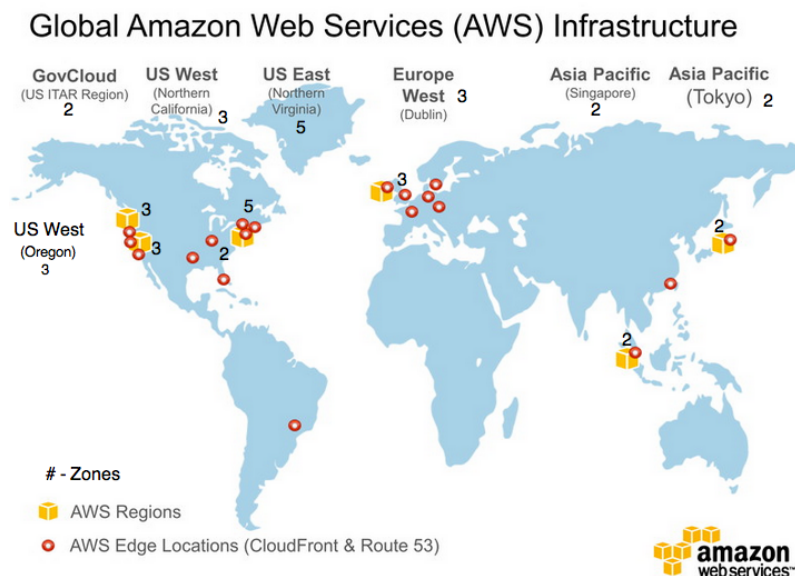 Global Amazon Web Services (AWS) Infrastructure
GovCloud
(US ITAR Region)
2
US West
(Northern
California)
3
US East
(Northern
Virginia)
5
Europe
West
(Dublin)
3
Asia Pacific
(Singapore)
2
Asia Pacific
(Tokyo)
2
US West
(Oregon)
3
3
3
5
2
3
2
2
# - Zones
AWS Regions
AWS Edge Locations (CloudFront & Route 53)
amazon
web services™